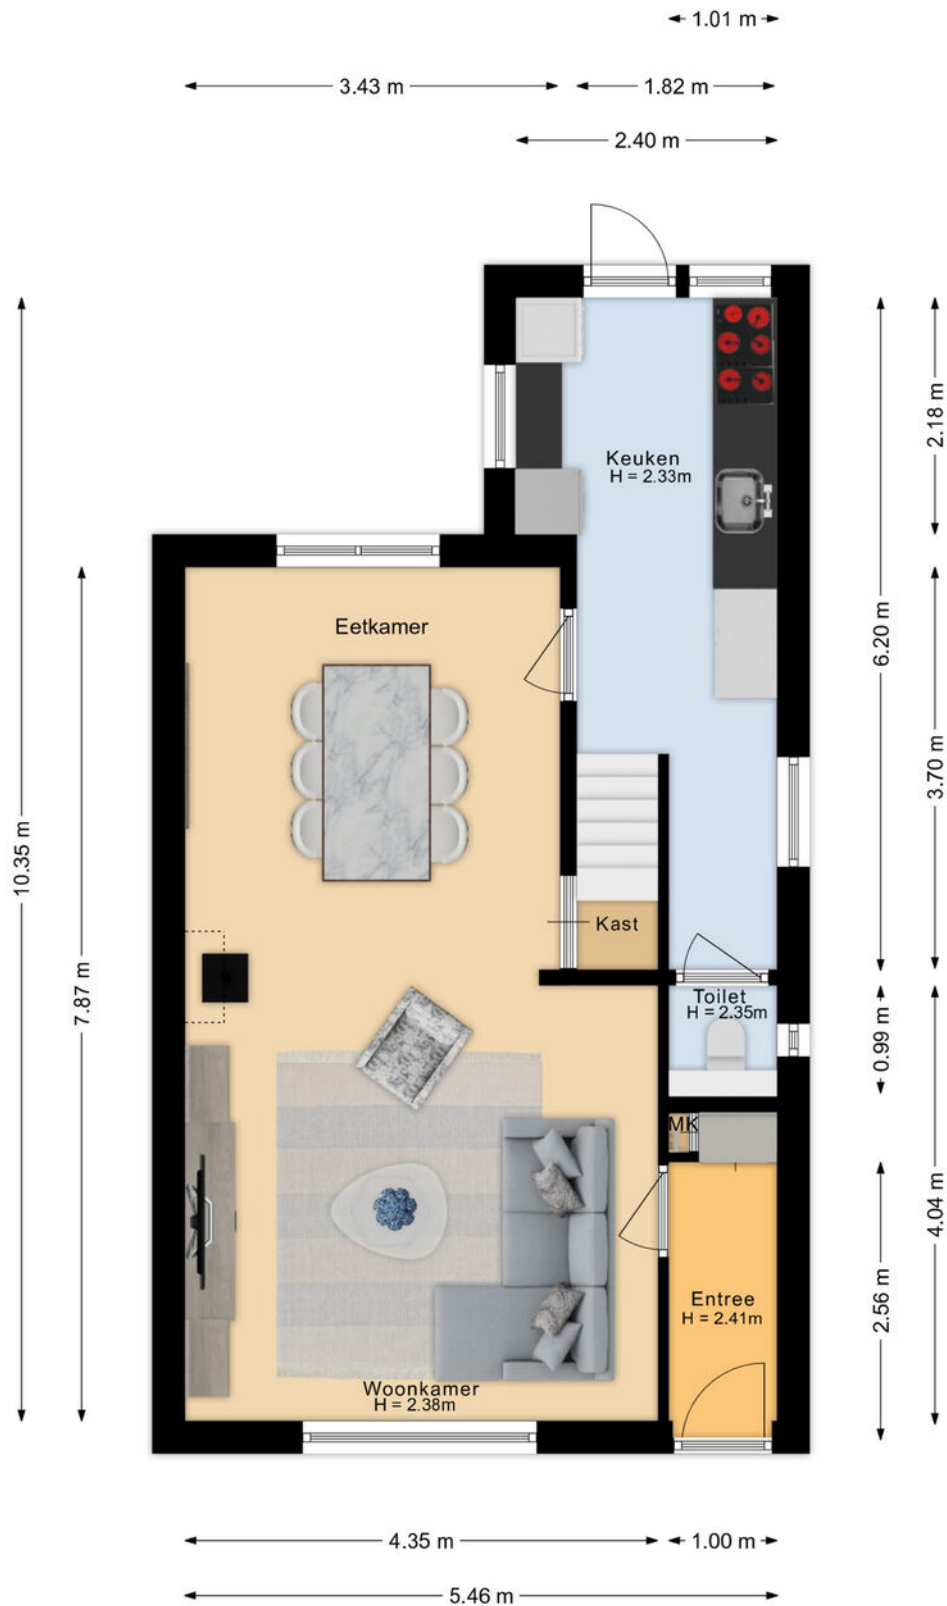 1.01 m
3.43 m
1.82 m
2.40 m
Keuken
H = 2.33m
2.18 m
Eetkamer
6.20 m
3.70 m
10.35 m
7.87 m
Kast
Toilet
H = 2.35m
0.99 m
MK
4.04 m
2.56 m
Entree
H = 2.41m
Woonkamer
H = 2.38m
4.35 m
1.00 m
5.46 m